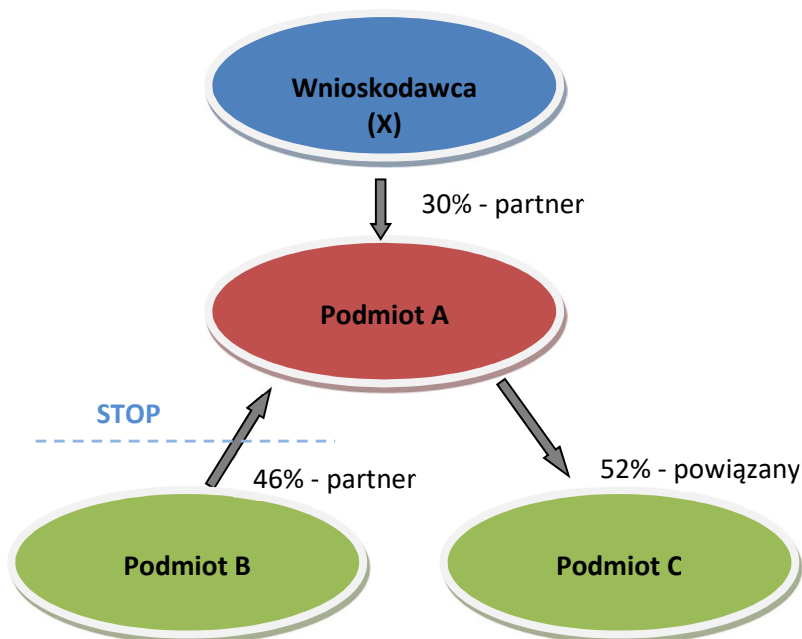 Wnioskodawca
(X)
30% - partner
Podmiot A
STOP
46% - partner
52% - powiązany
Podmiot B
Podmiot C